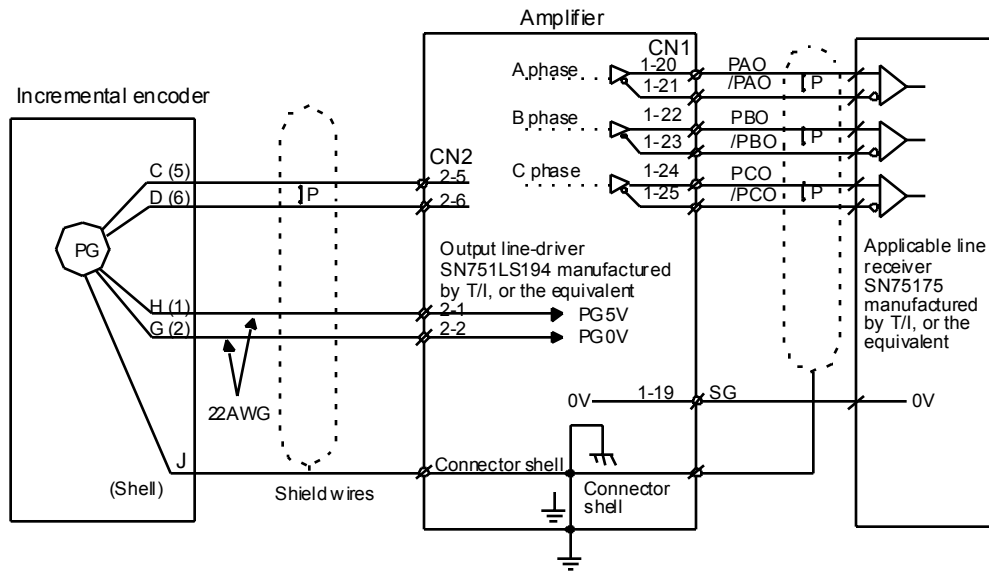 Amplifier
Incremental encoder
CN1
A phase
1-20
PAO
1-21
/PAO
P
B phase
1-22
PBO
1-23
/PBO
P
C phase
1-24
PCO
1-25
/PCO
P
CN2
C (5)
2-5
D (6)
2-6
P
PG
Output line-driver
SN751LS194 manufactured
by T/I, or the equivalent
H (1)
2-1
PG5V
G (2)
2-2
PG0V
22AWG
Applicable line
receiver
SN75175
manufactured
by T/I, or the
equivalent
0V
1-19
SG
0V
J
(Shell)
Shield wires
Connector shell
Connector
shell